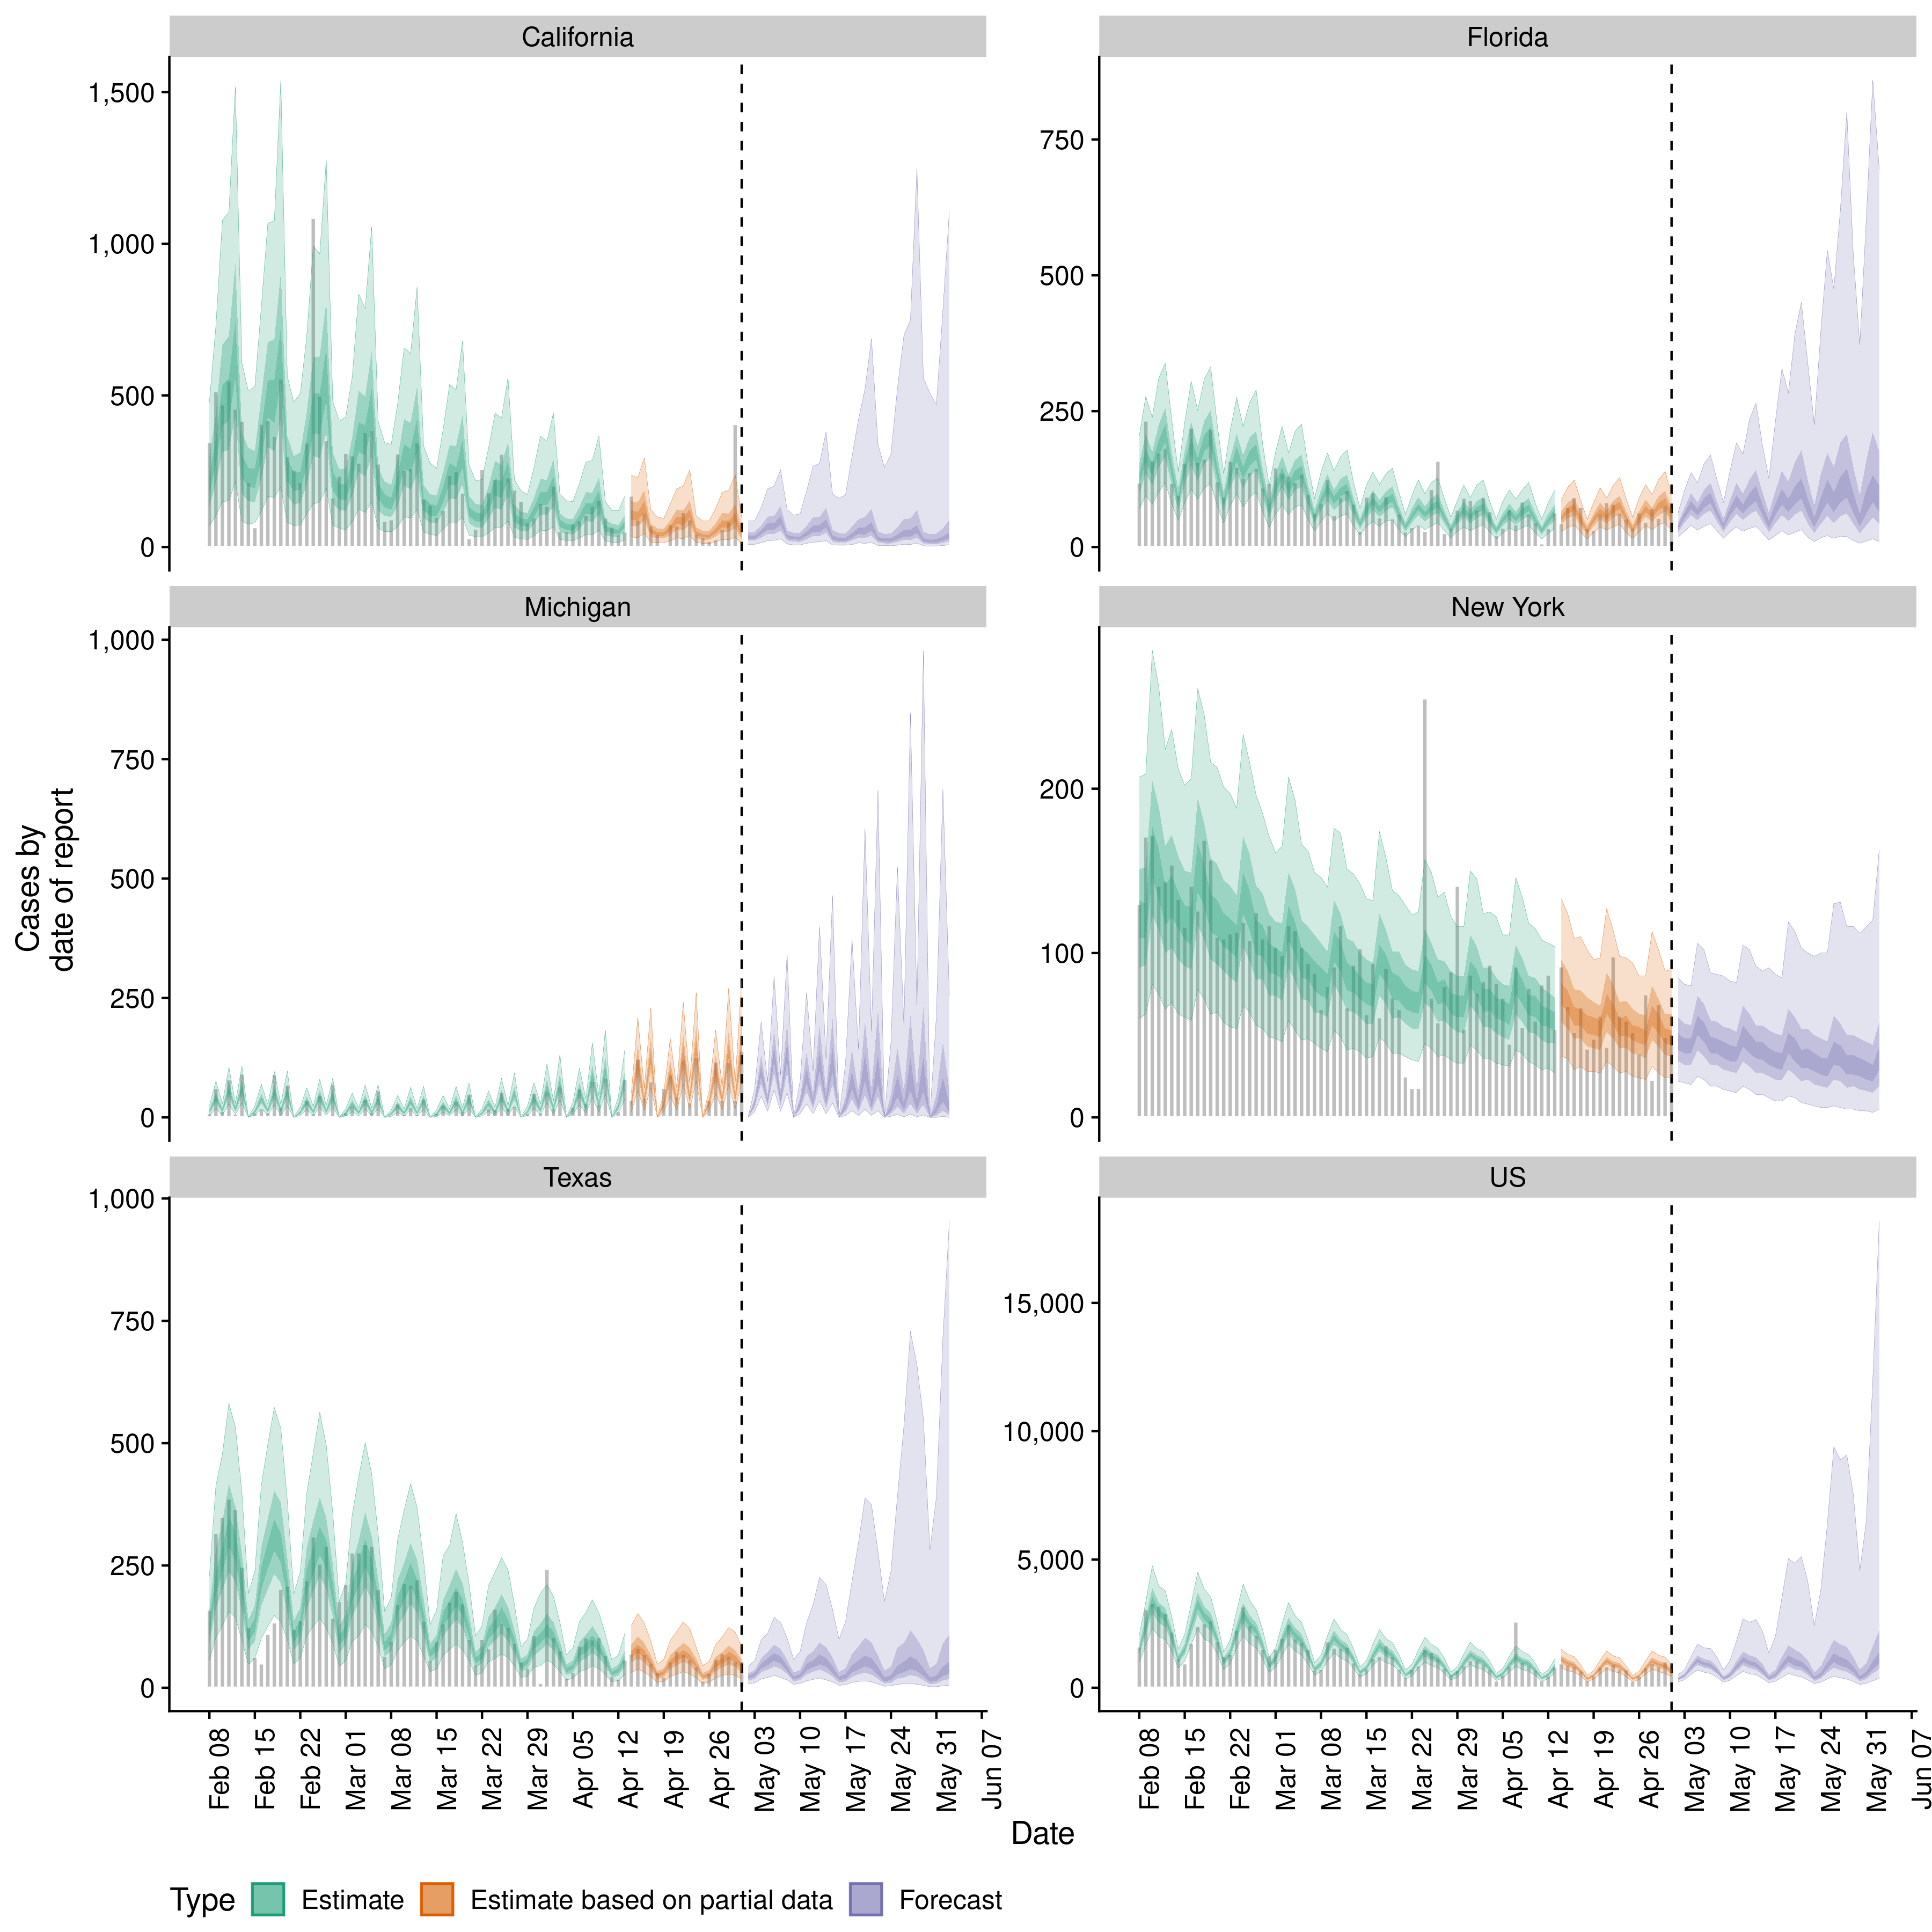 California
Florida
1,500
1,000
500
0
750
500
250
0
Michigan
New York
1,000
750
500
250
0
200
100
0
Cases by
date of report
Texas
US
1,000
750
500
250
0
15,000
10,000
5,000
0
Feb 08
Feb 15
Feb 22
Mar 01
Mar 08
Mar 15
Mar 22
Mar 29
Apr 05
Apr 12
Apr 19
Apr 26
May 03
May 10
May 17
May 24
May 31
Jun 07
Feb 08
Feb 15
Feb 22
Mar 01
Mar 08
Mar 15
Mar 22
Mar 29
Apr 05
Apr 12
Apr 19
Apr 26
May 03
May 10
May 17
May 24
May 31
Jun 07
Date
Type Estimate Estimate based on partial data Forecast